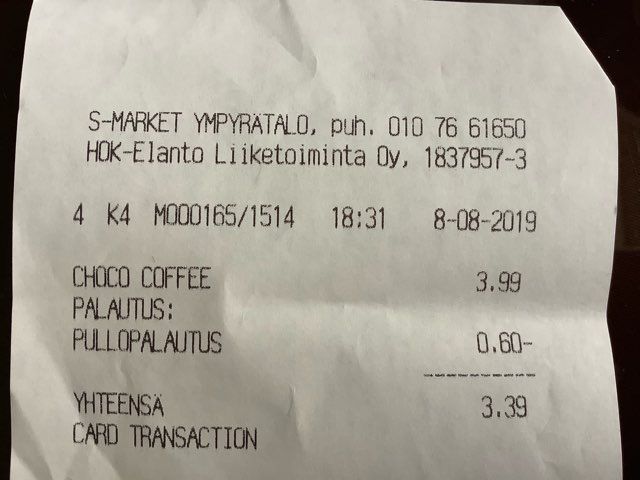 S-MARKET YMPYRÄTALO, puh. 010 76 61650
HOK-Elanto Liiketoiminta Oy, 1837957-3
4 K4 M000165/1514 18:31 8-08-2019
CHOCO COFFEE 3.99
PALAUTUS:
PULLOPALAUTUS 0.60-
YHTEENSÄ 3.39
CARD TRANSACTION